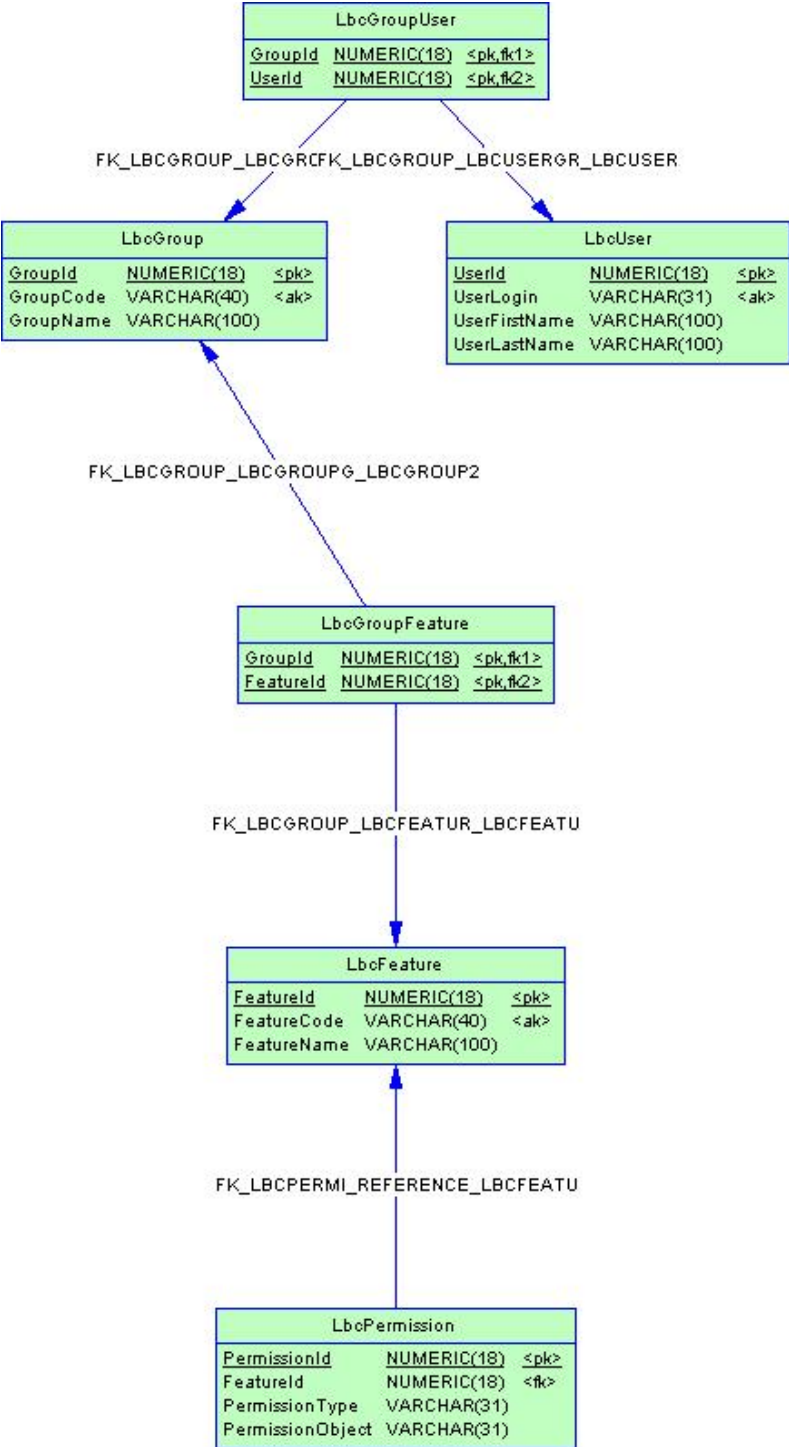 LbcGroupUser
GroupId NUMERIC(18) <pk,fk1>
UserId NUMERIC(18) <pk,fk2>
FK_LBCGROUP_LBCGRO FK_LBCGROUP_LBCUSERGR_LBCUSER
LbcGroup
GroupId NUMERIC(18) <pk>
GroupCode VARCHAR(40) <ak>
GroupName VARCHAR(100)
LbcUser
UserId NUMERIC(18) <pk>
UserLogin VARCHAR(31) <ak>
UserFirstName VARCHAR(100)
UserLastName VARCHAR(100)
FK_LBCGROUP_LBCGROUPG_LBCGROUP2
LbcGroupFeature
GroupId NUMERIC(18) <pk,fk1>
FeatureId NUMERIC(18) <pk,fk2>
FK_LBCGROUP_LBCFEATUR_LBCFEATU
LbcFeature
FeatureId NUMERIC(18) <pk>
FeatureCode VARCHAR(40) <ak>
FeatureName VARCHAR(100)
FK_LBCPERMI_REFERENCE_LBCFEATU
LbcPermission
PermissionId NUMERIC(18) <pk>
FeatureId NUMERIC(18) <fk>
PermissionType VARCHAR(31)
PermissionObject VARCHAR(31)